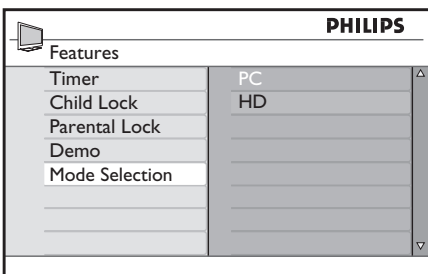 PHILIPS
Features
Timer PC
Child Lock HD
Parental Lock
Demo
Mode Selection